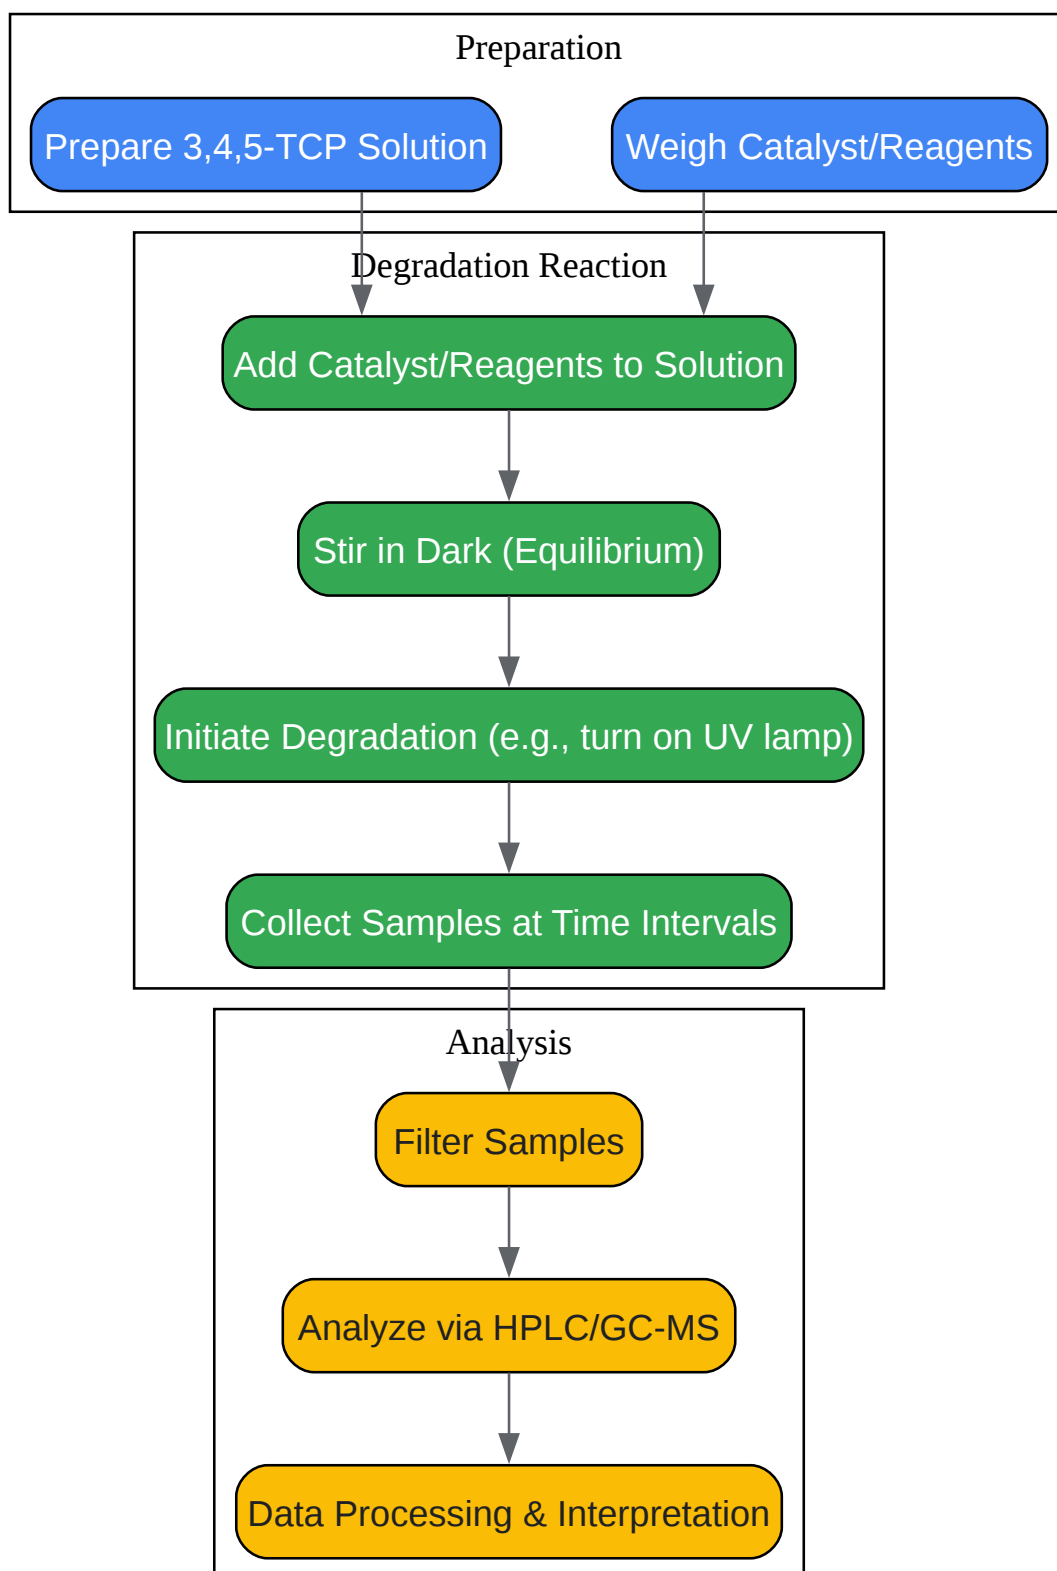 Preparation
Prepare 3,4,5-TCP Solution
Weigh Catalyst/Reagents
Degradation Reaction
Add Catalyst/Reagents to Solution
Stir in Dark (Equilibrium)
Initiate Degradation (e.g., turn on UV lamp)
Collect Samples at Time Intervals
Analysis
Filter Samples
Analyze via HPLC/GC-MS
Data Processing & Interpretation